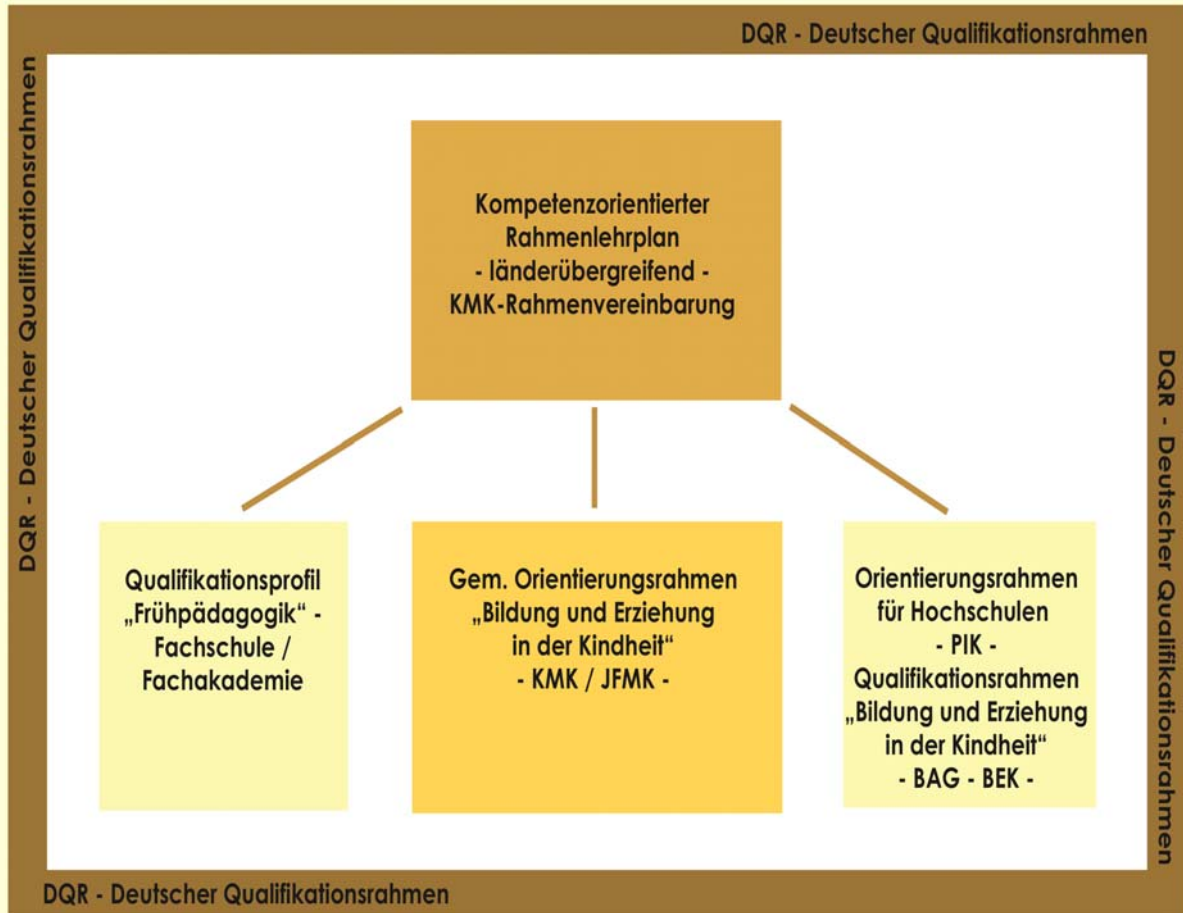 DQR - Deutscher Qualifikationsrahmen
DQR - Deutscher Qualifikationsrahmen
Kompetenzorientierter
Rahmenlehrplan
- länderübergreifend -
KMK-Rahmenvereinbarung
DQR - Deutscher Qualifikationsrahmen
Qualifikationsprofil
„Frühpädagogik“ -
Fachschule /
Fachakademie
Gem. Orientierungsrahmen
„Bildung und Erziehung
in der Kindheit“
- KMK / JFMK -
Orientierungsrahmen
für Hochschulen
- PIK -
Qualifikationsrahmen
„Bildung und Erziehung
in der Kindheit“
- BAG - BEK -
DQR - Deutscher Qualifikationsrahmen